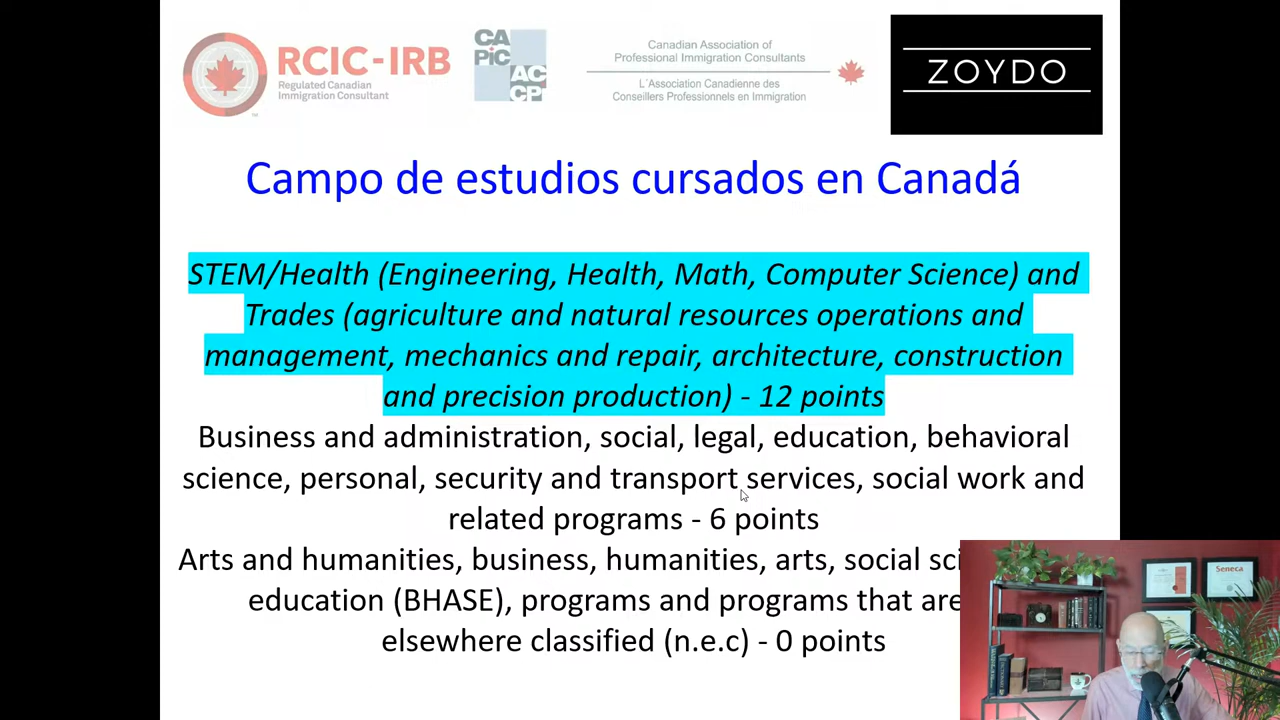 RCIC-IRB
Regulated Canadian
Immigration Consultant
CA
PiC
AC
CP
Canadian Association of
Professional Immigration Consultants
L´Association Canadienne des
Conseillers Professionnels en Immigration
ZOYDO
Campo de estudios cursados en Canadá
STEM/Health (Engineering, Health, Math, Computer Science) and
Trades (agriculture and natural resources operations and
management, mechanics and repair, architecture, construction
and precision production) - 12 points
Business and administration, social, legal, education, behavioral
science, personal, security and transport services, social work and
related programs - 6 points
Arts and humanities, business, humanities, arts, social
education (BHASE), programs and programs that are
elsewhere classified (n.e.c) - 0 points
Seneca